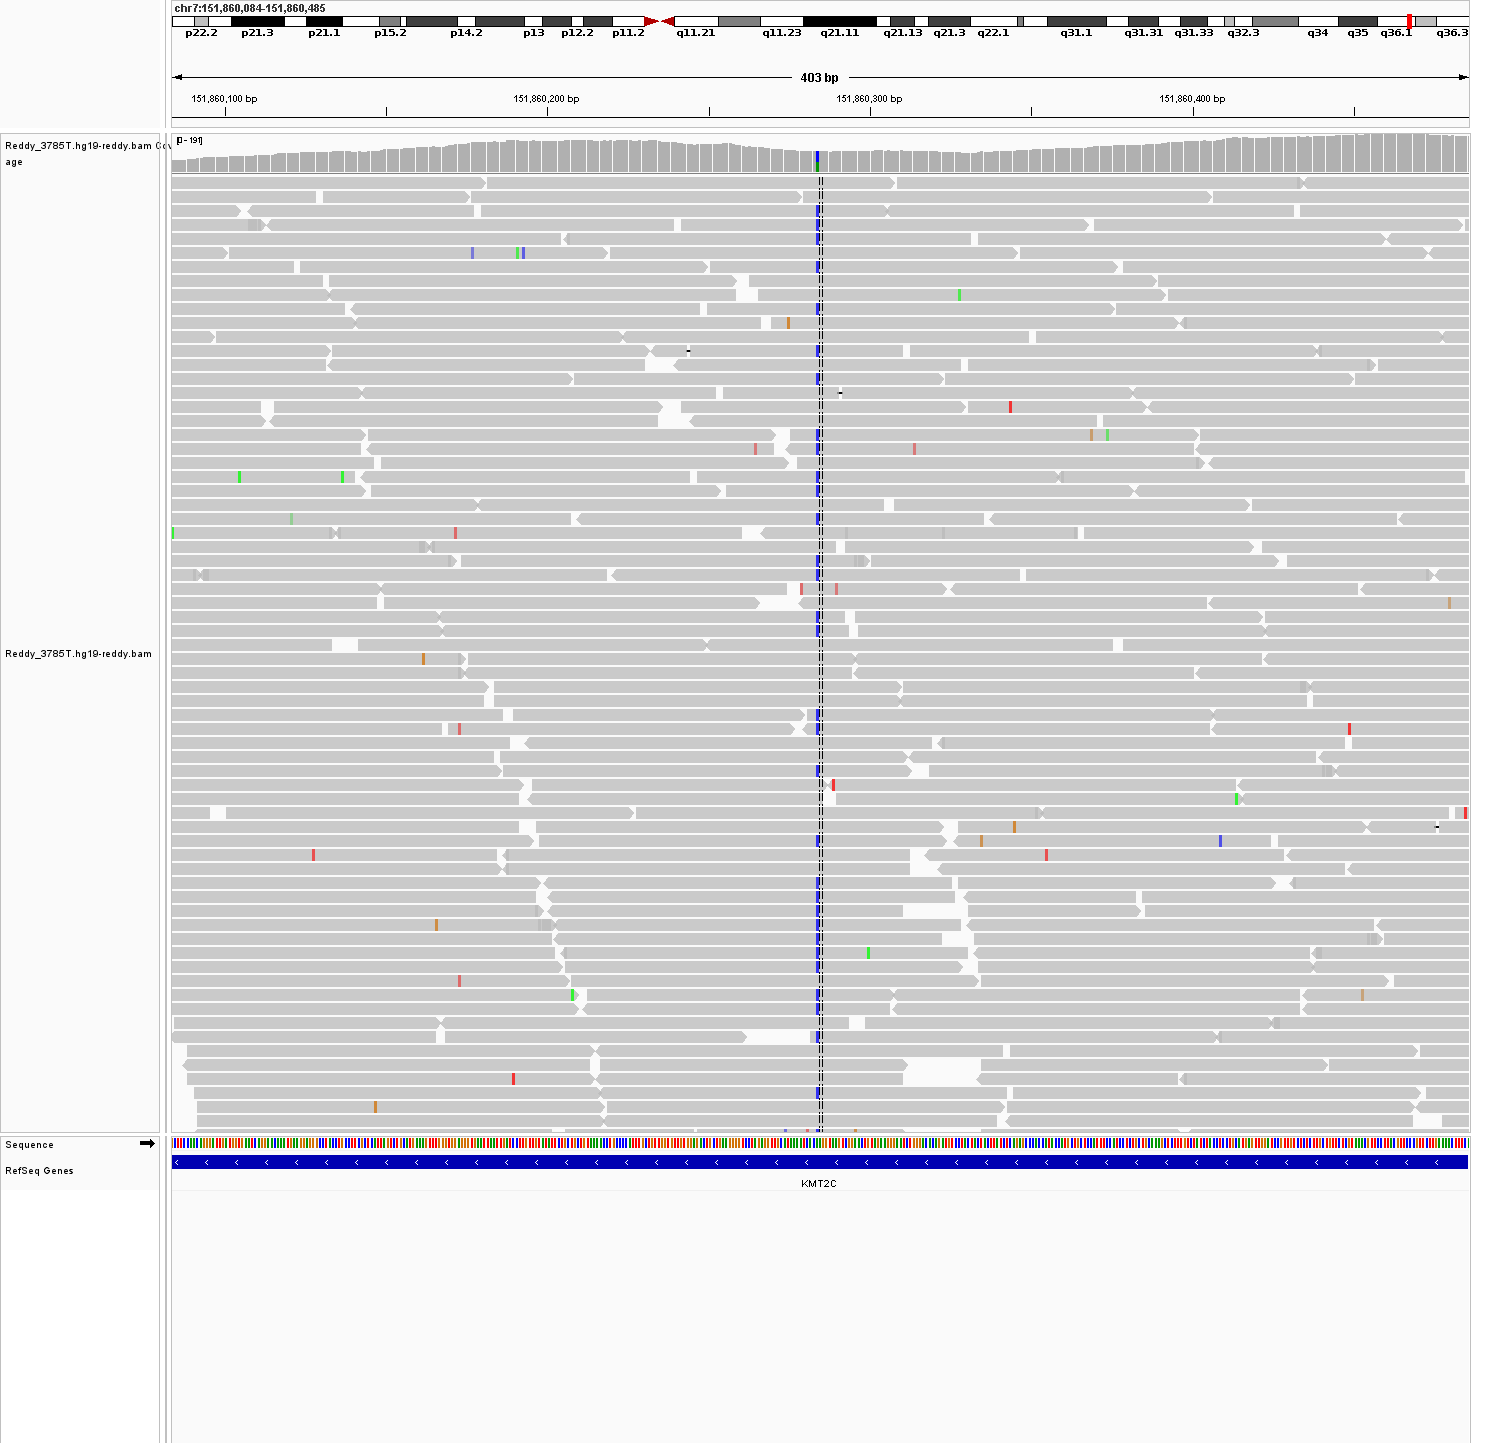 chr7:151,860,084-151,860,485
p22.2 p21.3 p21.1 p15.2 p14.2 p13 p12.2 p11.2 q11.21 q11.23 q21.11 q21.13 q21.3 q22.1 q31.1 q31.31 q31.33 q32.3 q34 q35 q36.1 q36.3
403 bp
151,860,100 bp 151,860,200 bp 151,860,300 bp 151,860,400 bp
[0 - 191]
Reddy_3785T.hg19-reddy.bam Cov
age
Reddy_3785T.hg19-reddy.bam
Sequence
RefSeq Genes
KMT2C